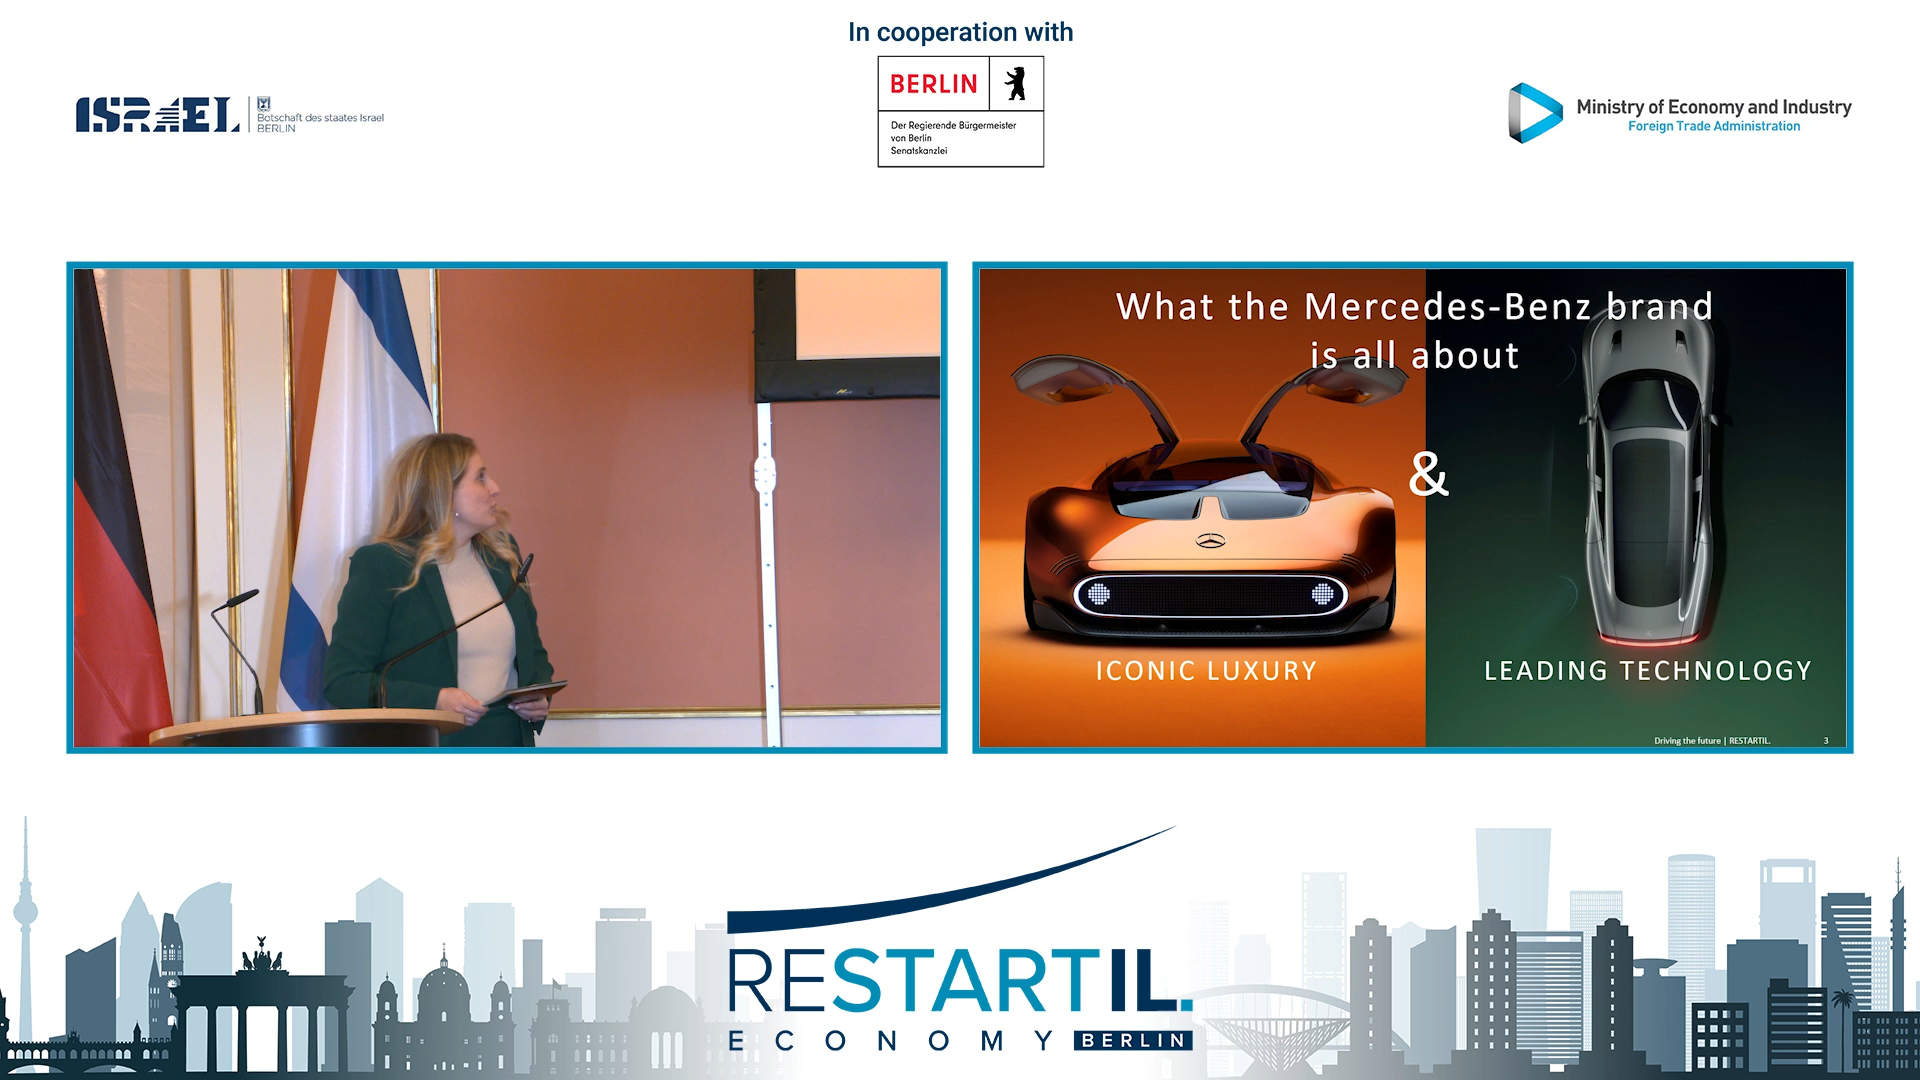 In cooperation with
BERLIN
Der Regierende Bürgermeister
von Berlin
Senatskanzlei
ISRAEL
Botschaft des staates Israel
BERLIN
Ministry of Economy and Industry
Foreign Trade Administration
What the Mercedes-Benz brand
is all about
&
ICONIC LUXURY
LEADING TECHNOLOGY
Driving the future | RESTARTIL.
3
RESTARTIL.
ECONOMY BERLIN